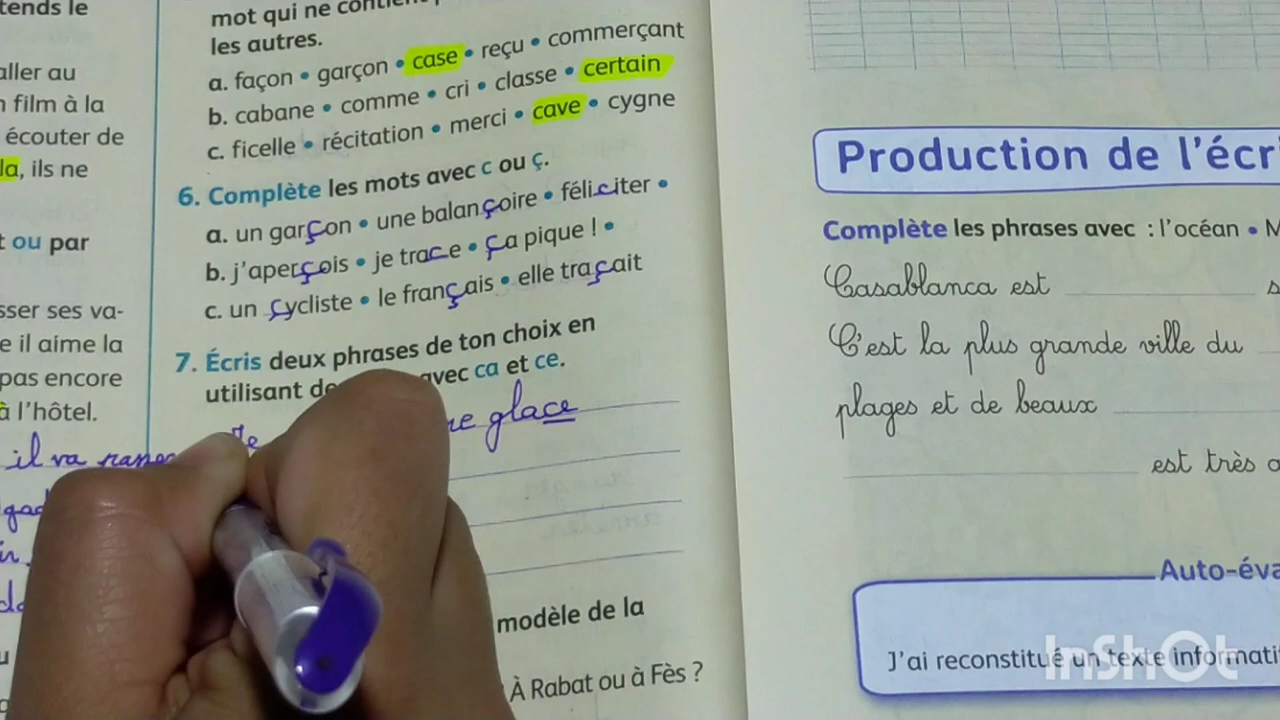 tends le
aller au
film à la
écouter de
la, ils ne
ou par
sser ses va-
e il aime la
pas encore
à l'hôtel.
il va
mot qui ne
les autres.
a. façon • garçon • case • reçu • commerçant
b. cabane • comme • cri • classe • certain
c. ficelle • récitation • merci • cave • cygne
6. Complète les mots avec c ou ç.
a. un garçon • une balançoire • féliciter •
b. j'aperçois • je trace • ça pique ! •
c. un cycliste • le français • elle traçait
7. Écris deux phrases de ton choix en
utilisant avec ca et ce.
Je glace
modèle de la
À Rabat ou à Fès ?
Production de l'écri
Complète les phrases avec : l'océan • M
Casablanca est
C'est la plus grande ville du
plages et de beaux
est très
Auto-éva
J'ai reconstitué un texte informati
InShOt